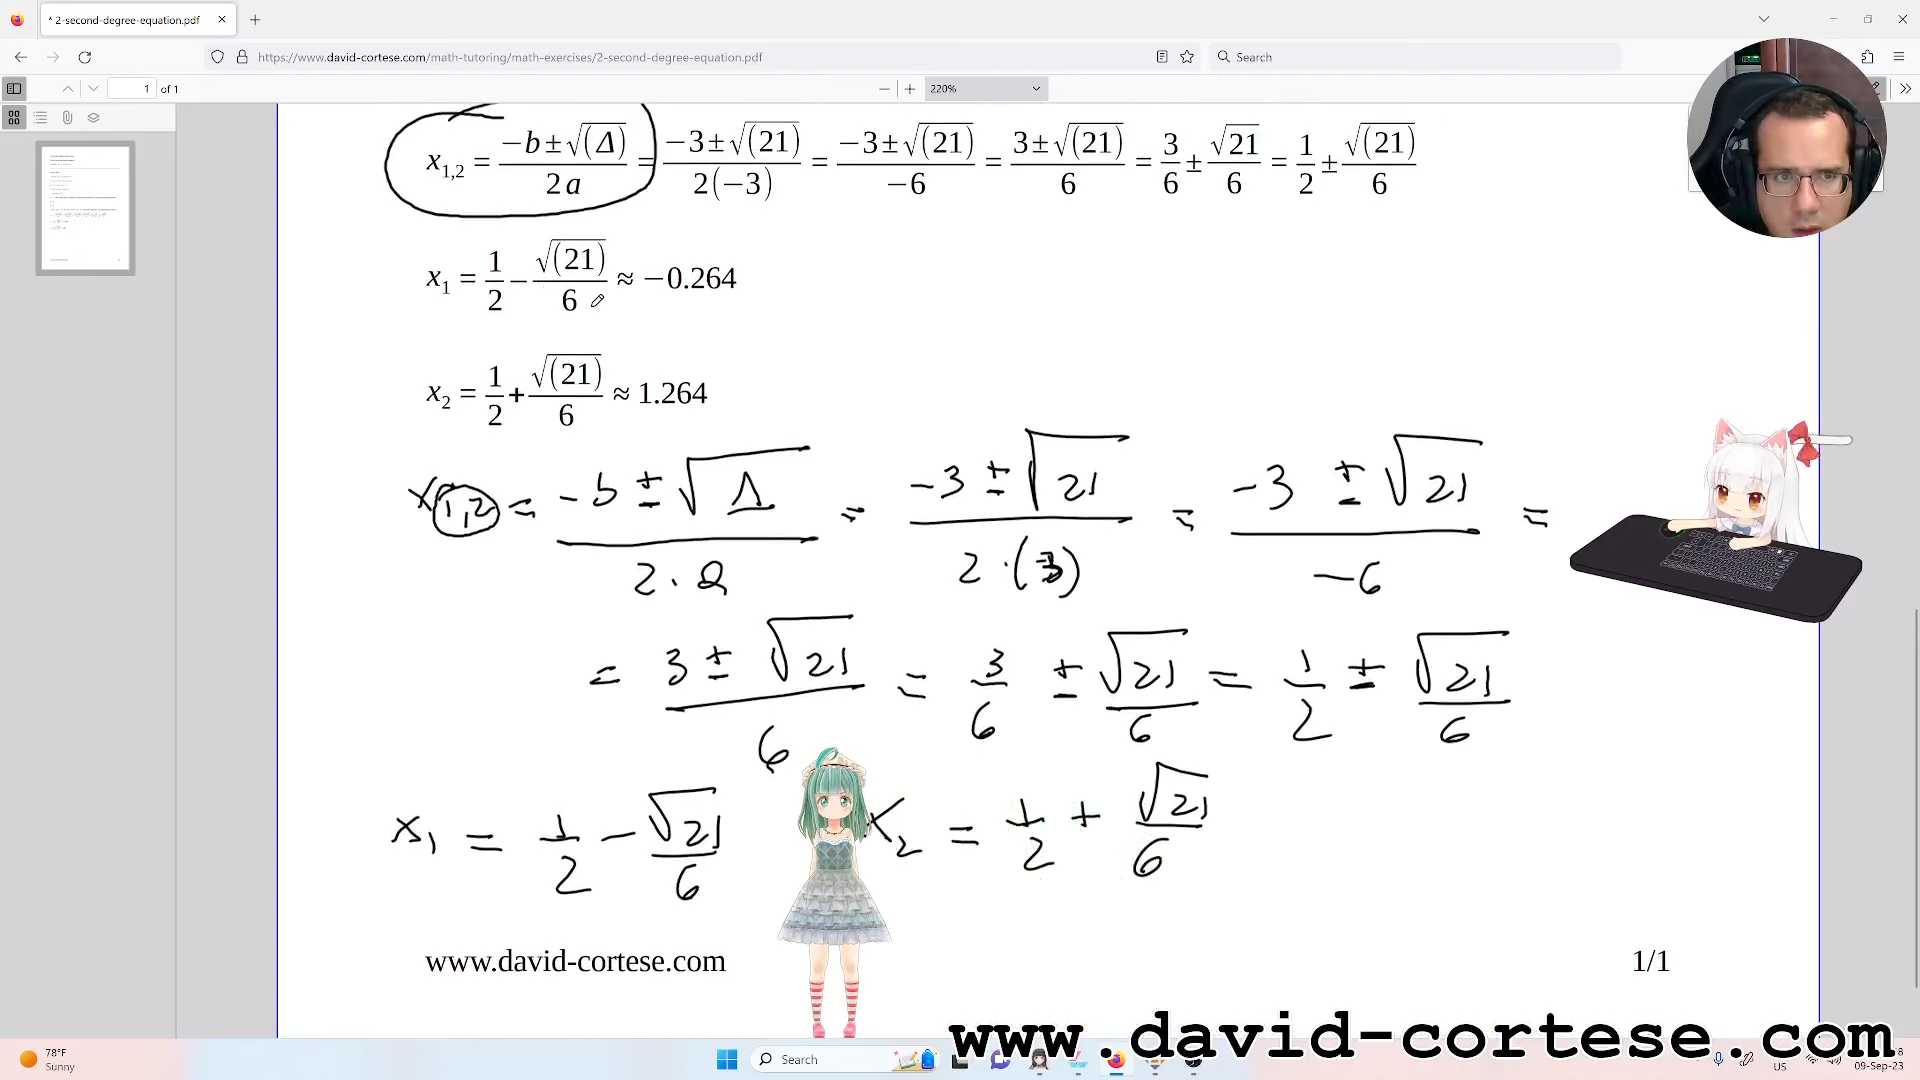 * 2-second-degree-equation.pdf
https://www.david-cortese.com/math-tutoring/math-exercises/2-second-degree-equation.pdf
Search
1 of 1
220%
x1,2 = (−b ± √(Δ))/(2a) = (−3 ± √(21))/(2(−3)) = (−3 ± √(21))/(−6) = (3 ± √(21))/6 = 3/6 ± √21/6 = 1/2 ± √(21)/6
x1 = 1/2 − √(21)/6 ≈ −0.264
x2 = 1/2 + √(21)/6 ≈ 1.264
x1,2 = (−b ± √Δ)/(2·a) = (−3 ± √21)/(2·(−3)) = (−3 ± √21)/(−6) =
= (3 ± √21)/6 = 3/6 ± √21/6 = 1/2 ± √21/6
x1 = 1/2 − √21/6 x2 = 1/2 + √21/6
www.david-cortese.com 1/1
www.david-cortese.com
78°F
Sunny
Search
US
09-Sep-23